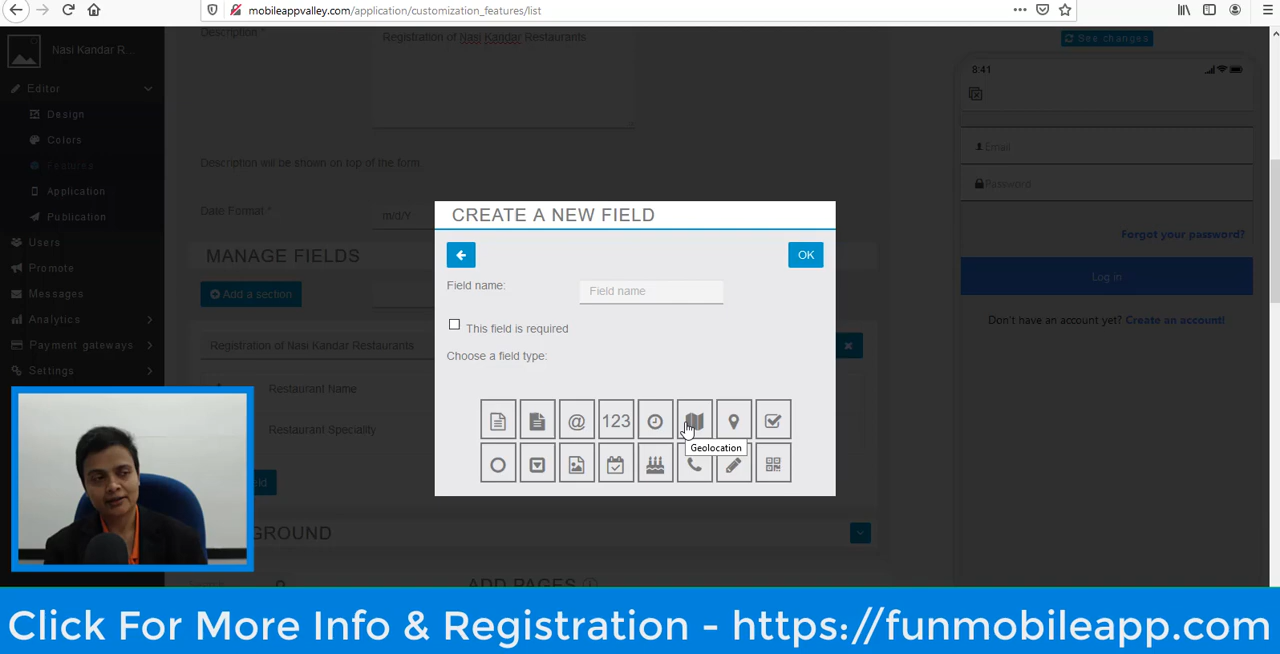 mobileappvalley.com/application/customization_features/list
Nasi Kandar R...
Editor
Design
Colors
Features
Application
Publication
Users
Promote
Messages
Analytics
Payment gateways
Settings
Description *
Registration of Nasi Kandar Restaurants
Description will be shown on top of the form.
Date Format *
m/d/Y
MANAGE FIELDS
Add a section
Registration of Nasi Kandar Restaurants
Restaurant Name
Restaurant Speciality
ADD PAGES
CREATE A NEW FIELD
OK
Field name:
Field name
This field is required
Choose a field type:
@
123
Geolocation
See changes
8:41
Email
Password
Forgot your password?
Log in
Don't have an account yet? Create an account!
Click For More Info & Registration - https://funmobileapp.com